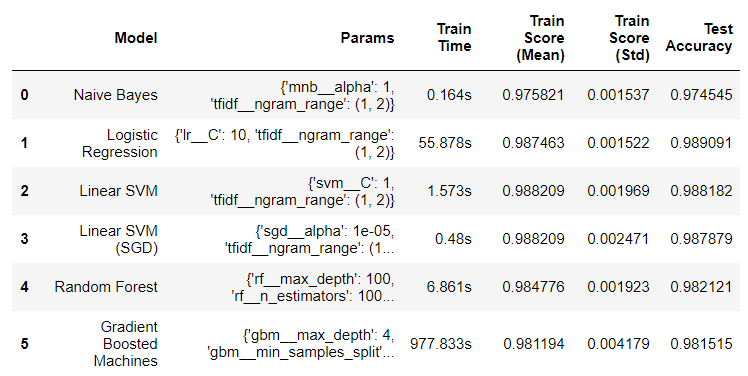 Model Params Train Time Train Score (Mean) Train Score (Std) Test Accuracy
0 Naive Bayes {'mnb__alpha': 1, 'tfidf__ngram_range': (1, 2)} 0.164s 0.975821 0.001537 0.974545
1 Logistic Regression {'lr__C': 10, 'tfidf__ngram_range': (1, 2)} 55.878s 0.987463 0.001522 0.989091
2 Linear SVM {'svm__C': 1, 'tfidf__ngram_range': (1, 2)} 1.573s 0.988209 0.001969 0.988182
3 Linear SVM (SGD) {'sgd__alpha': 1e-05, 'tfidf__ngram_range': (1... 0.48s 0.988209 0.002471 0.987879
4 Random Forest {'rf__max_depth': 100, 'rf__n_estimators': 100... 6.861s 0.984776 0.001923 0.982121
5 Gradient Boosted Machines {'gbm__max_depth': 4, 'gbm__min_samples_split'... 977.833s 0.981194 0.004179 0.981515